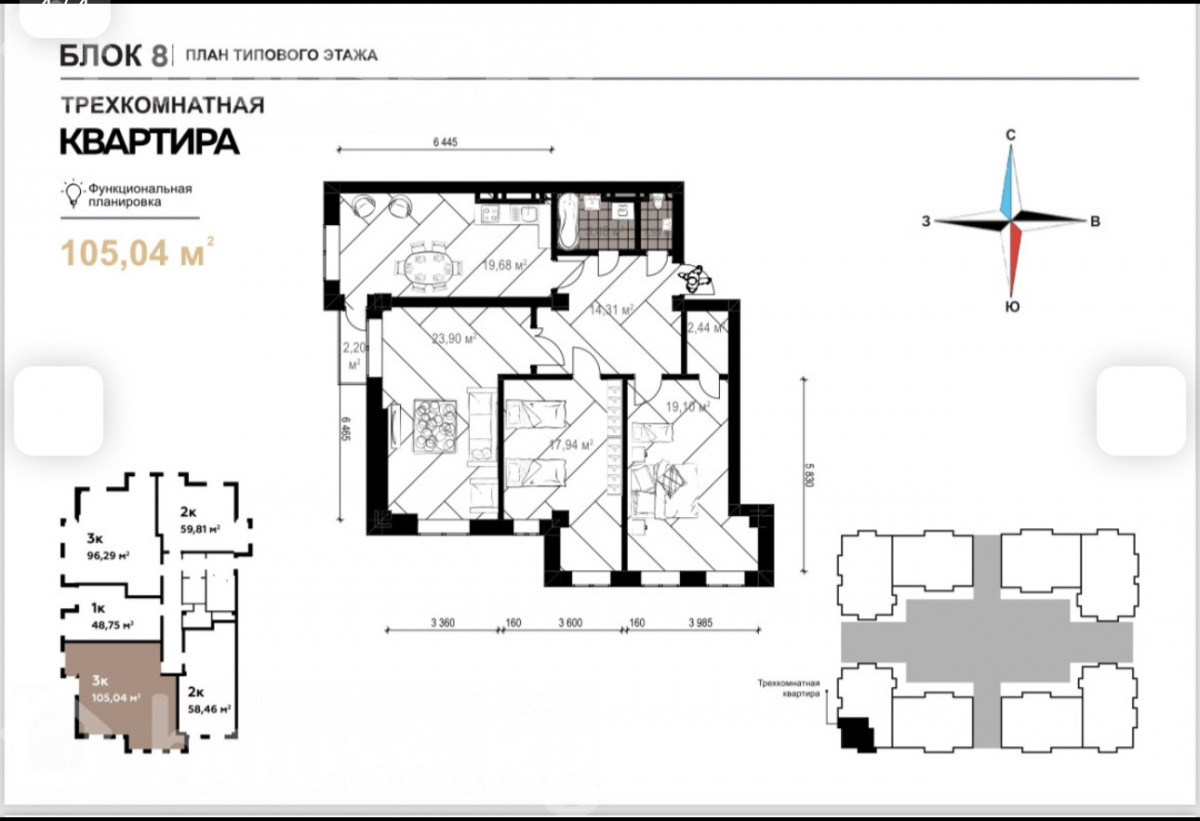 БЛОК 8| ПЛАН ТИПОВОГО ЭТАЖА
ТРЕХКОМНАТНАЯ
КВАРТИРА
Функциональная
планировка
105,04 м²
6 445
С
З
В
Ю
19,68 м²
14,31 м²
2,44 м²
23,90 м²
2,20
м²
19,10 м²
17,94 м²
6 465
5 830
3 360
160
3 600
160
3 985
2к
59,81 м²
3к
96,29 м²
1к
48,75 м²
3к
105,04 м²
2к
58,46 м²
Трехкомнатная
квартира